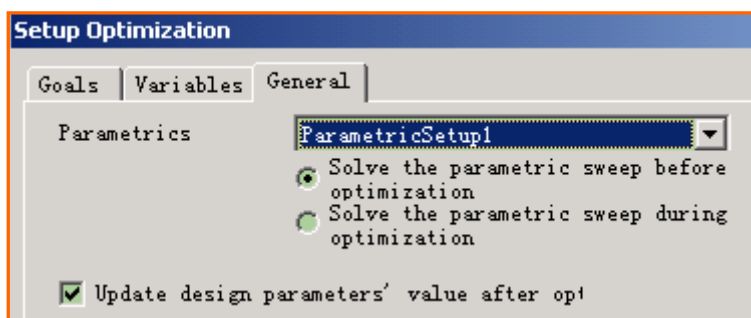 Setup Optimization
Goals Variables General
Parametrics ParametricSetup1
Solve the parametric sweep before
optimization
Solve the parametric sweep during
optimization
Update design parameters' value after